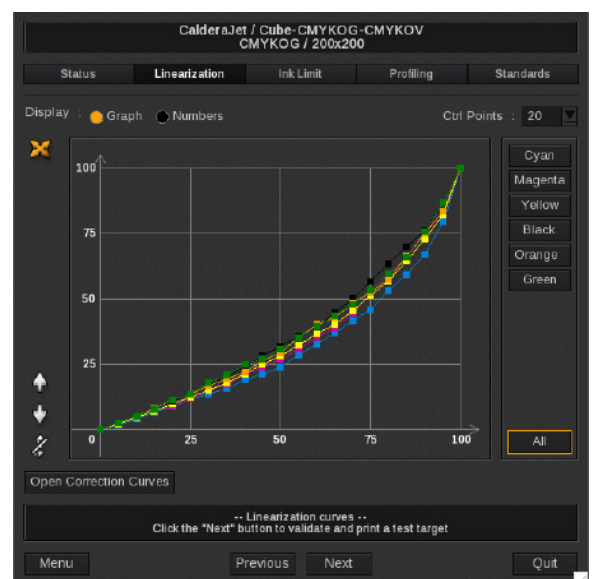 CalderaJet / Cube-CMYKOG-CMYKOV
CMYKOG / 200x200
Status Linearization Ink Limit Profiling Standards
Display : Graph Numbers Ctrl Points : 20
Cyan
100
Magenta
Yellow
75
Black
Orange
Green
50
25
0 25 50 75 100
All
Open Correction Curves
-- Linearization curves --
Click the "Next" button to validate and print a test target
Menu Previous Next Quit